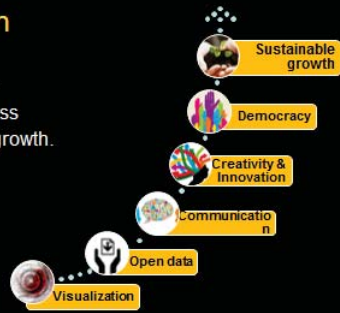 n
ss
growth.
Sustainable
growth
Democracy
Creativity &
Innovation
Communicatio
n
Open data
Visualization